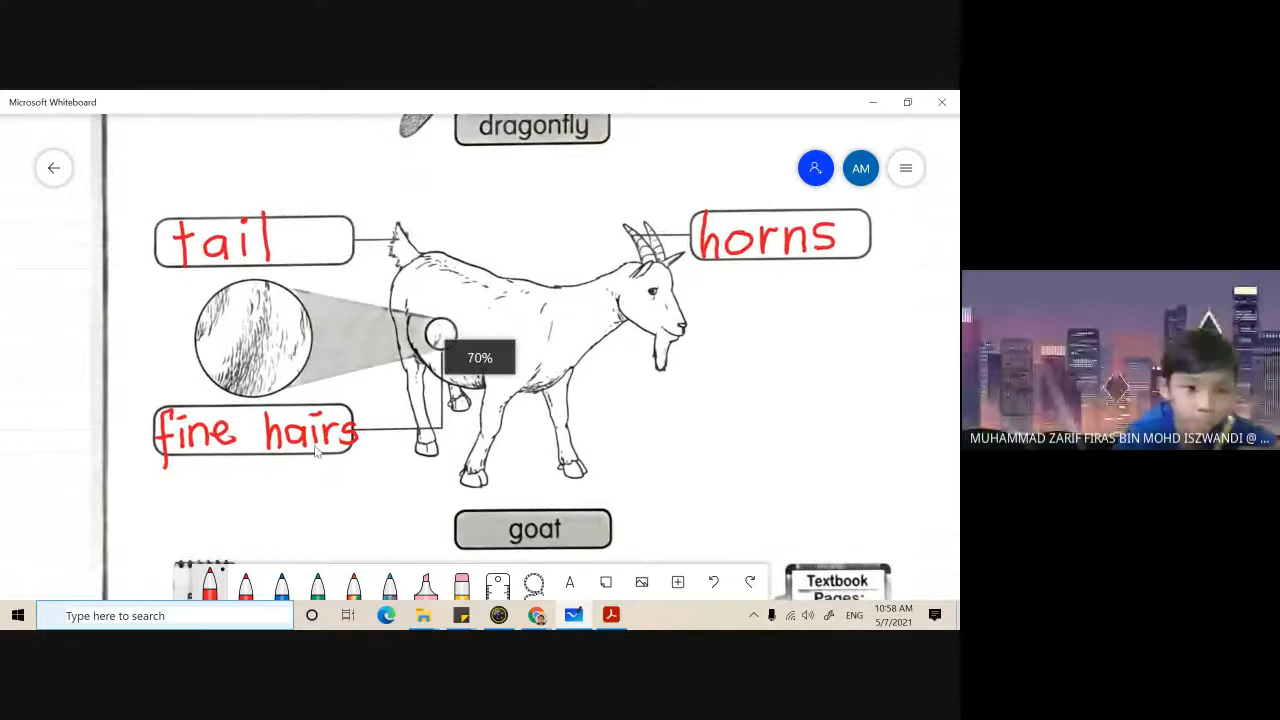 Microsoft Whiteboard
dragonfly
AM
tail
horns
70%
fine hairs
MUHAMMAD ZARIF FIRAS BIN MOHD ISZWANDI @ ...
goat
A
Textbook
Pages:
Type here to search
ENG
10:58 AM
5/7/2021